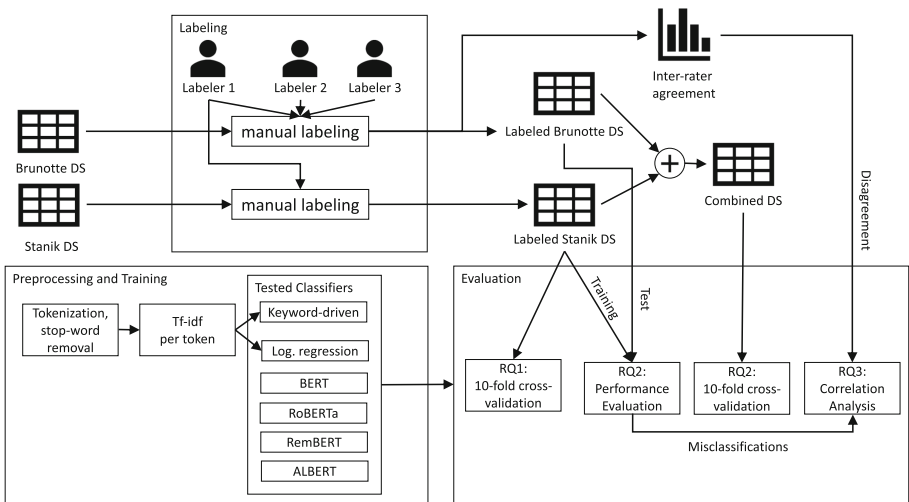 Labeling
Labeler 1
Labeler 2
Labeler 3
manual labeling
manual labeling
Brunotte DS
Stanik DS
Inter-rater
agreement
Labeled Brunotte DS
Labeled Stanik DS
+
Combined DS
Disagreement
Preprocessing and Training
Tokenization,
stop-word
removal
Tf-idf
per token
Tested Classifiers
Keyword-driven
Log. regression
BERT
RoBERTa
RemBERT
ALBERT
Evaluation
Training
Test
RQ1:
10-fold cross-
validation
RQ2:
Performance
Evaluation
RQ2:
10-fold cross-
validation
RQ3:
Correlation
Analysis
Misclassifications